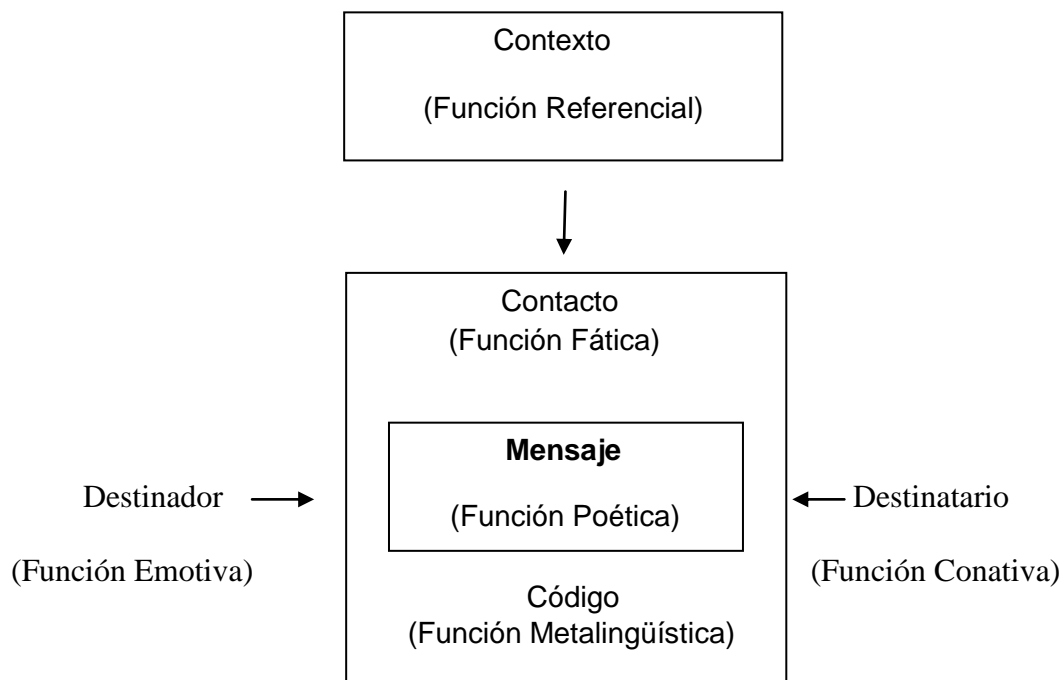 Contexto
(Función Referencial)
Contacto
(Función Fática)
Mensaje
(Función Poética)
Destinador
(Función Emotiva)
Destinatario
(Función Conativa)
Código
(Función Metalingüística)